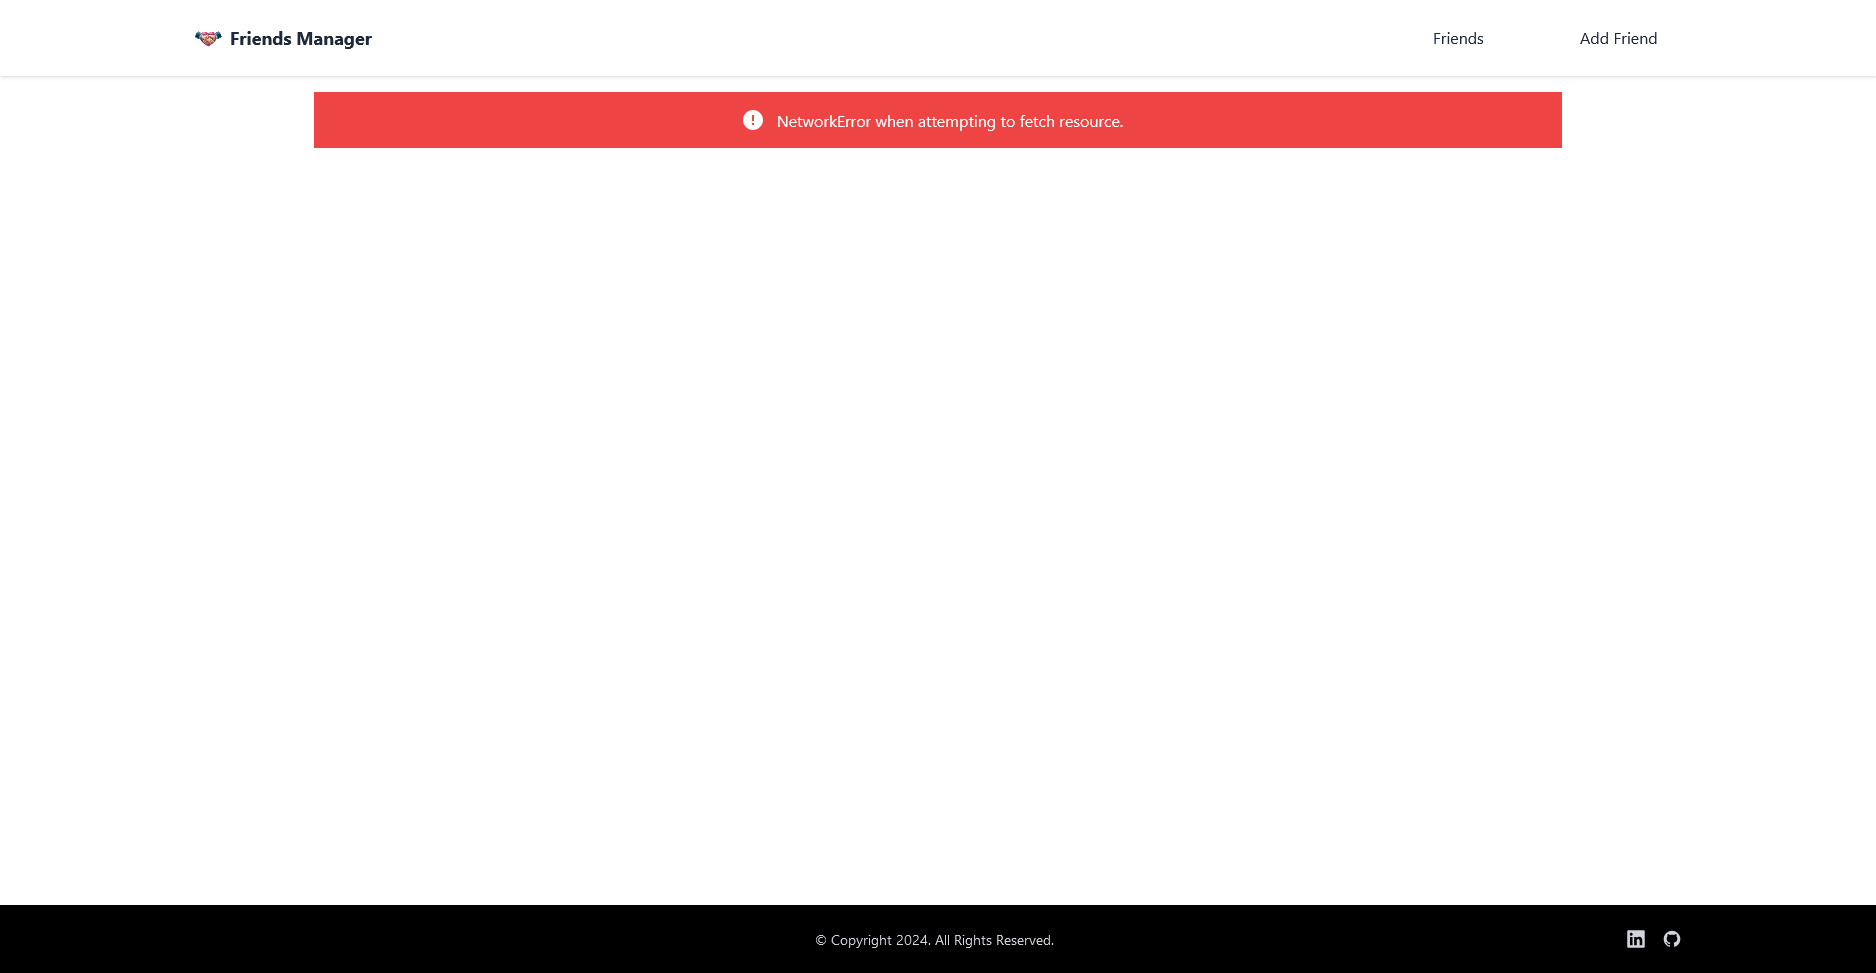 Friends Manager
Friends
Add Friend
NetworkError when attempting to fetch resource.
© Copyright 2024. All Rights Reserved.